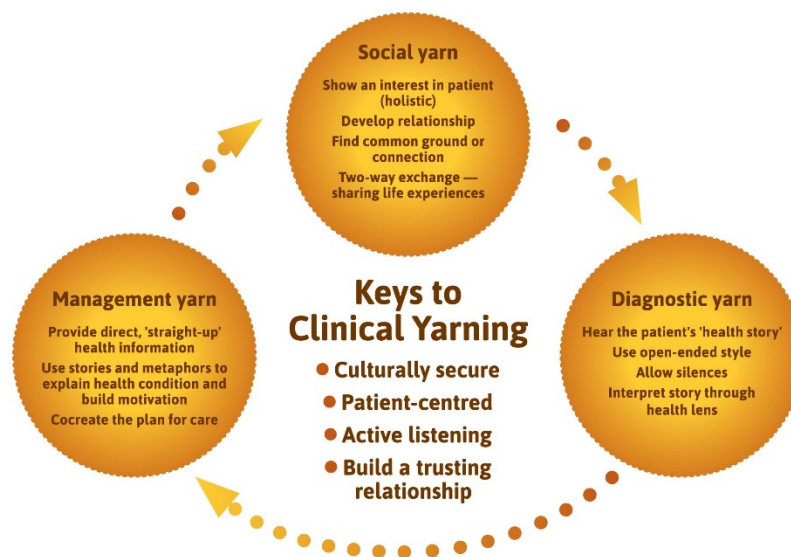 Social yarn
Show an interest in patient
(holistic)
Develop relationship
Find common ground or
connection
Two-way exchange —
sharing life experiences
Management yarn
Provide direct, 'straight-up'
health information
Use stories and metaphors to
explain health condition and
build motivation
Cocreate the plan for care
Keys to
Clinical Yarning
• Culturally secure
• Patient-centred
• Active listening
• Build a trusting
relationship
Diagnostic yarn
Hear the patient's 'health story'
Use open-ended style
Allow silences
Interpret story through
health lens